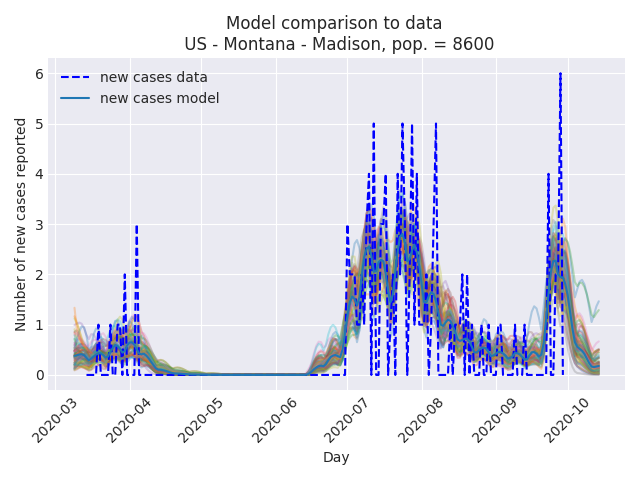 Model comparison to data
US - Montana - Madison, pop. = 8600
new cases data
new cases model
Number of new cases reported
6
5
4
3
2
1
0
2020-03
2020-04
2020-05
2020-06
2020-07
2020-08
2020-09
2020-10
Day